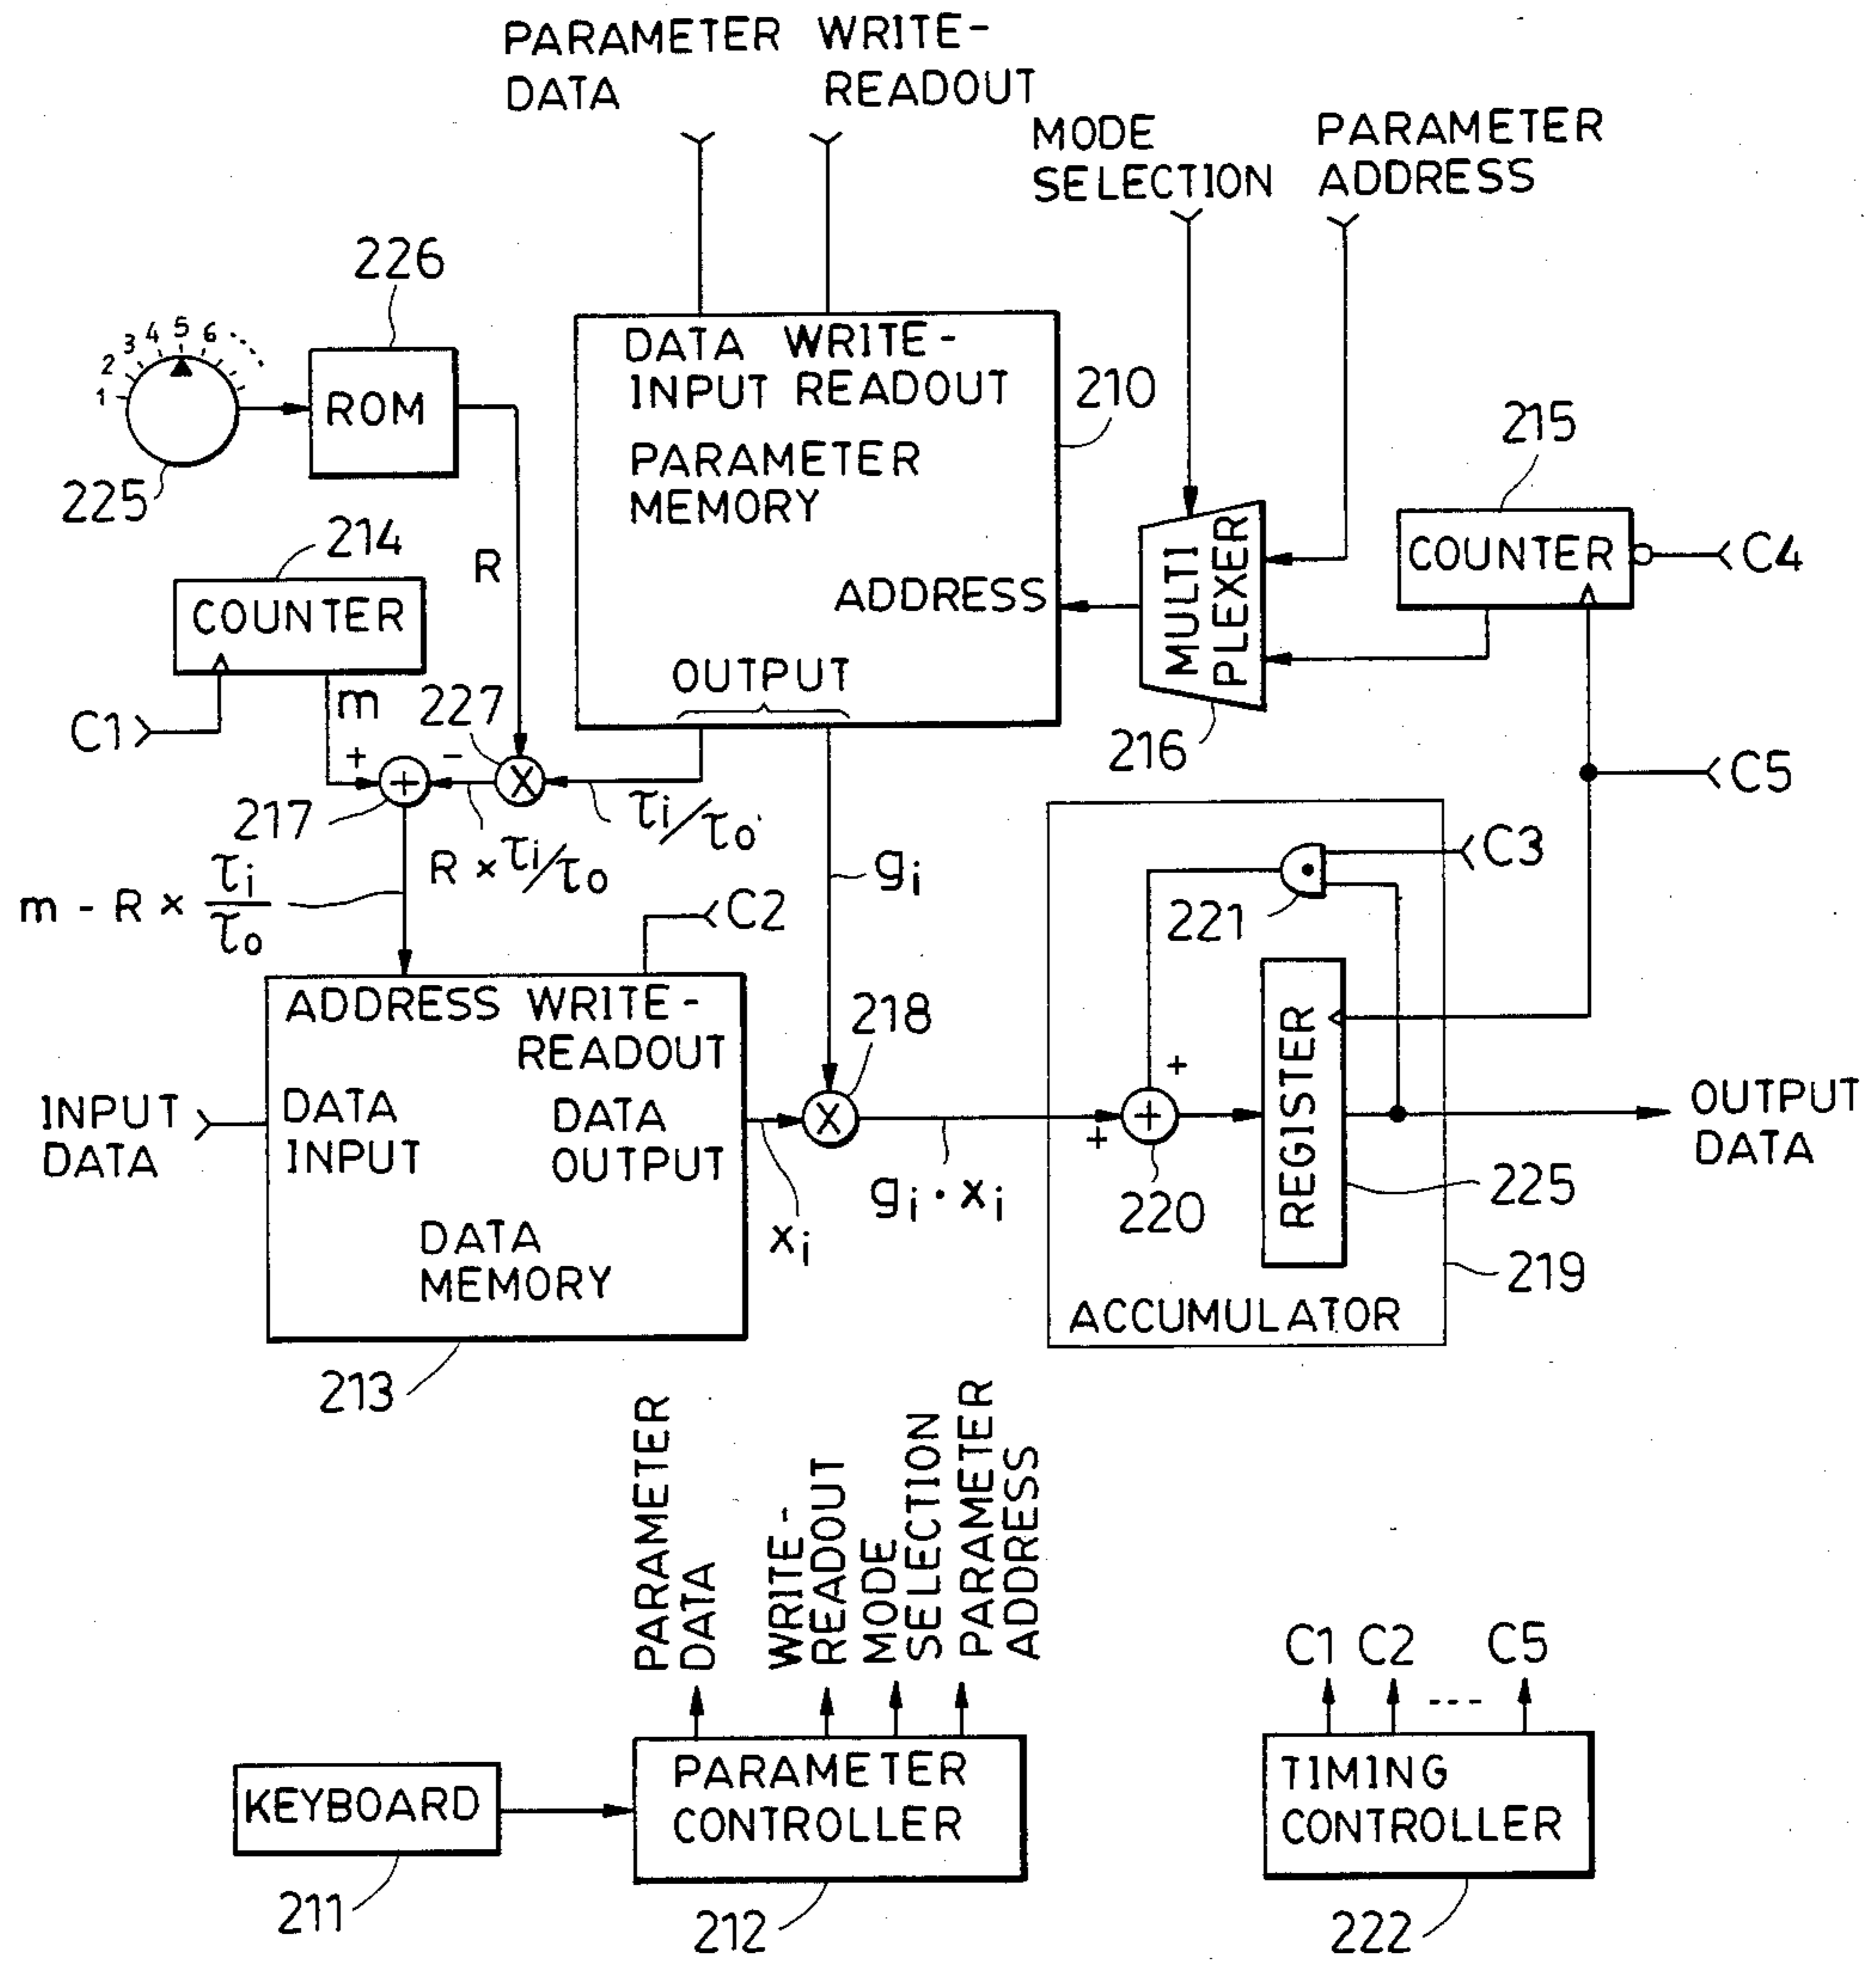 PARAMETER WRITE-
DATA READOUT
MODE
SELECTION
PARAMETER
ADDRESS
226
1 2 3 4 5 6
ROM
225
DATA WRITE-
INPUT READOUT
PARAMETER
MEMORY
ADDRESS
OUTPUT
210
215
COUNTER
C4
MULTI
PLEXER
216
214
COUNTER
R
C1
m
227
+
-
+
X
217
τi/τo
R × τi/τo
m - R × τi/τo
gi
C5
C3
221
C2
ADDRESS WRITE-
READOUT
DATA
INPUT
DATA
OUTPUT
DATA
MEMORY
INPUT
DATA
213
218
X
xi
gi · xi
+
+
+
220
REGISTER
225
OUTPUT
DATA
219
ACCUMULATOR
PARAMETER
DATA
WRITE-
READOUT
MODE
SELECTION
PARAMETER
ADDRESS
C1 C2 --- C5
KEYBOARD
PARAMETER
CONTROLLER
TIMING
CONTROLLER
211
212
222